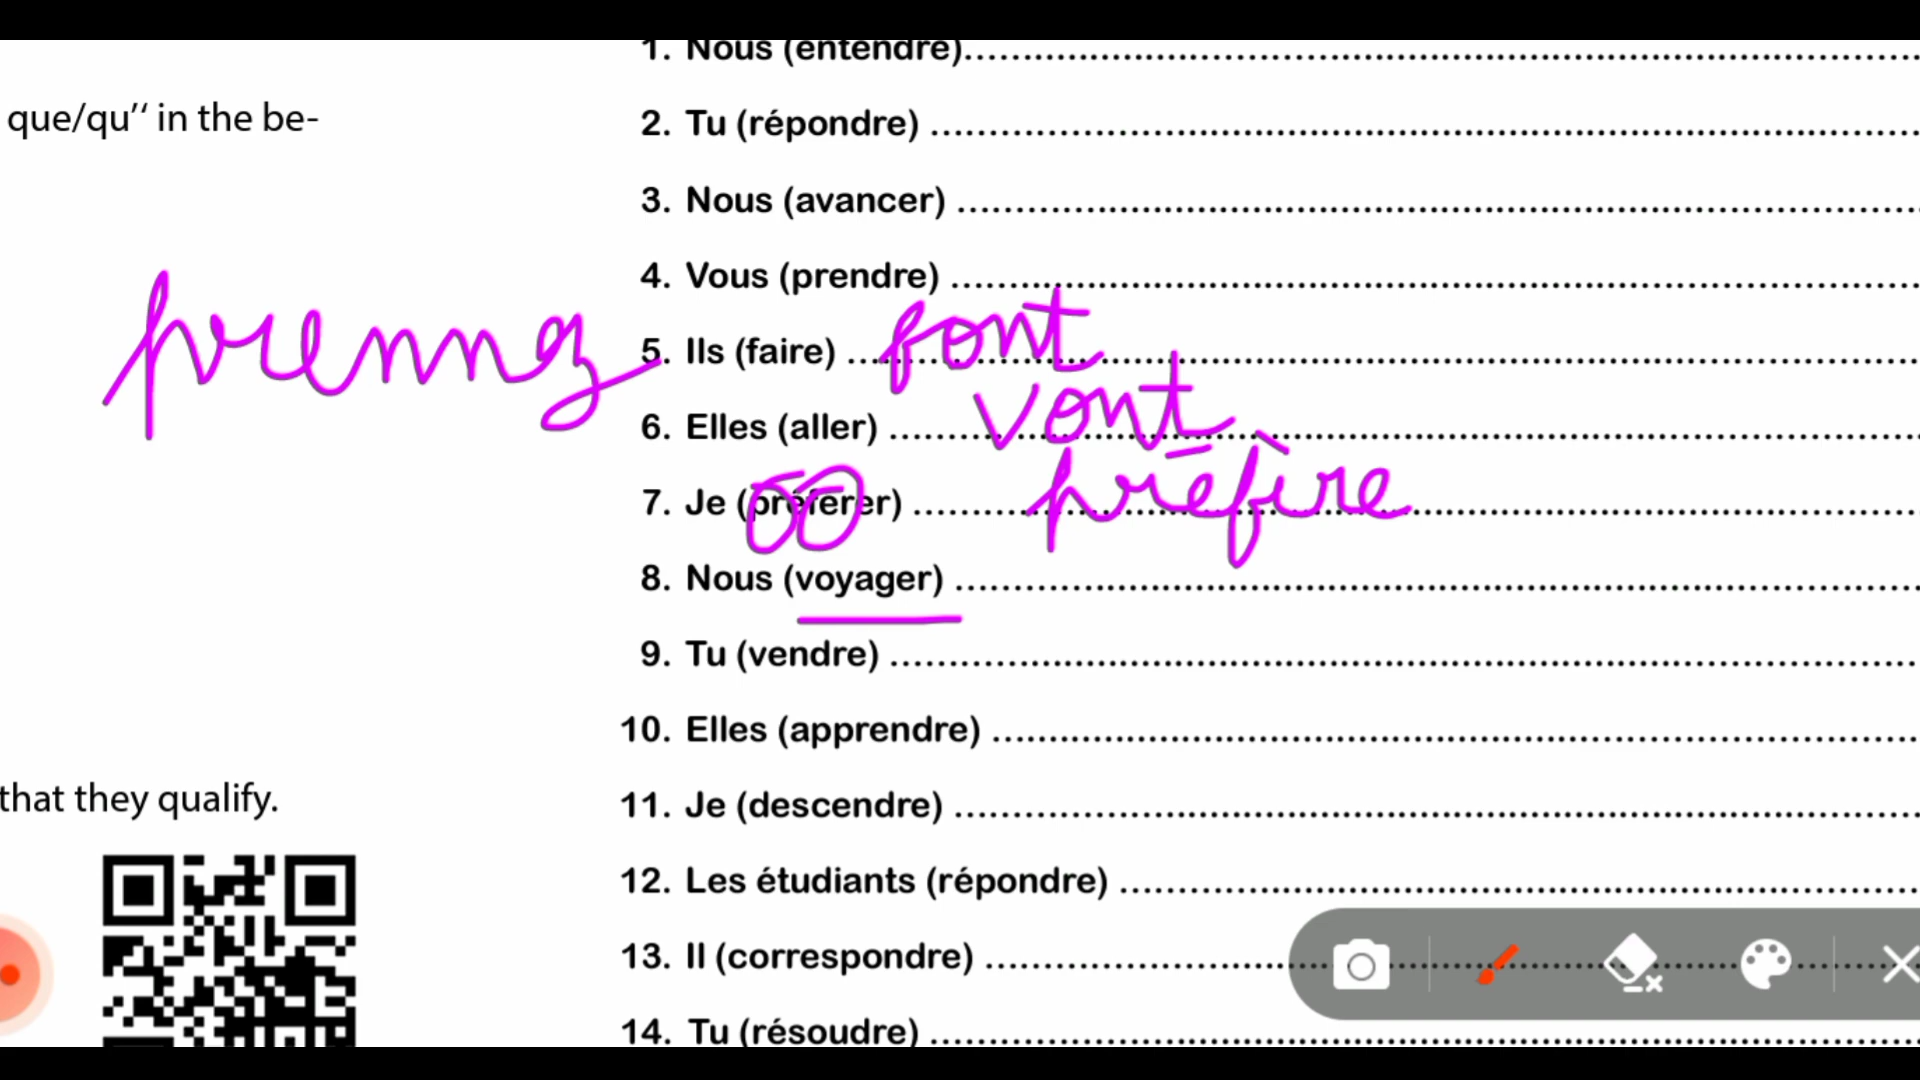 1. Nous (entendre)
que/qu’’ in the be-
2. Tu (répondre)
3. Nous (avancer)
4. Vous (prendre)
5. Ils (faire) font
6. Elles (aller) vont
7. Je (préférer) préfère
8. Nous (voyager)
9. Tu (vendre)
10. Elles (apprendre)
11. Je (descendre)
that they qualify.
12. Les étudiants (répondre)
13. Il (correspondre)
14. Tu (résoudre)